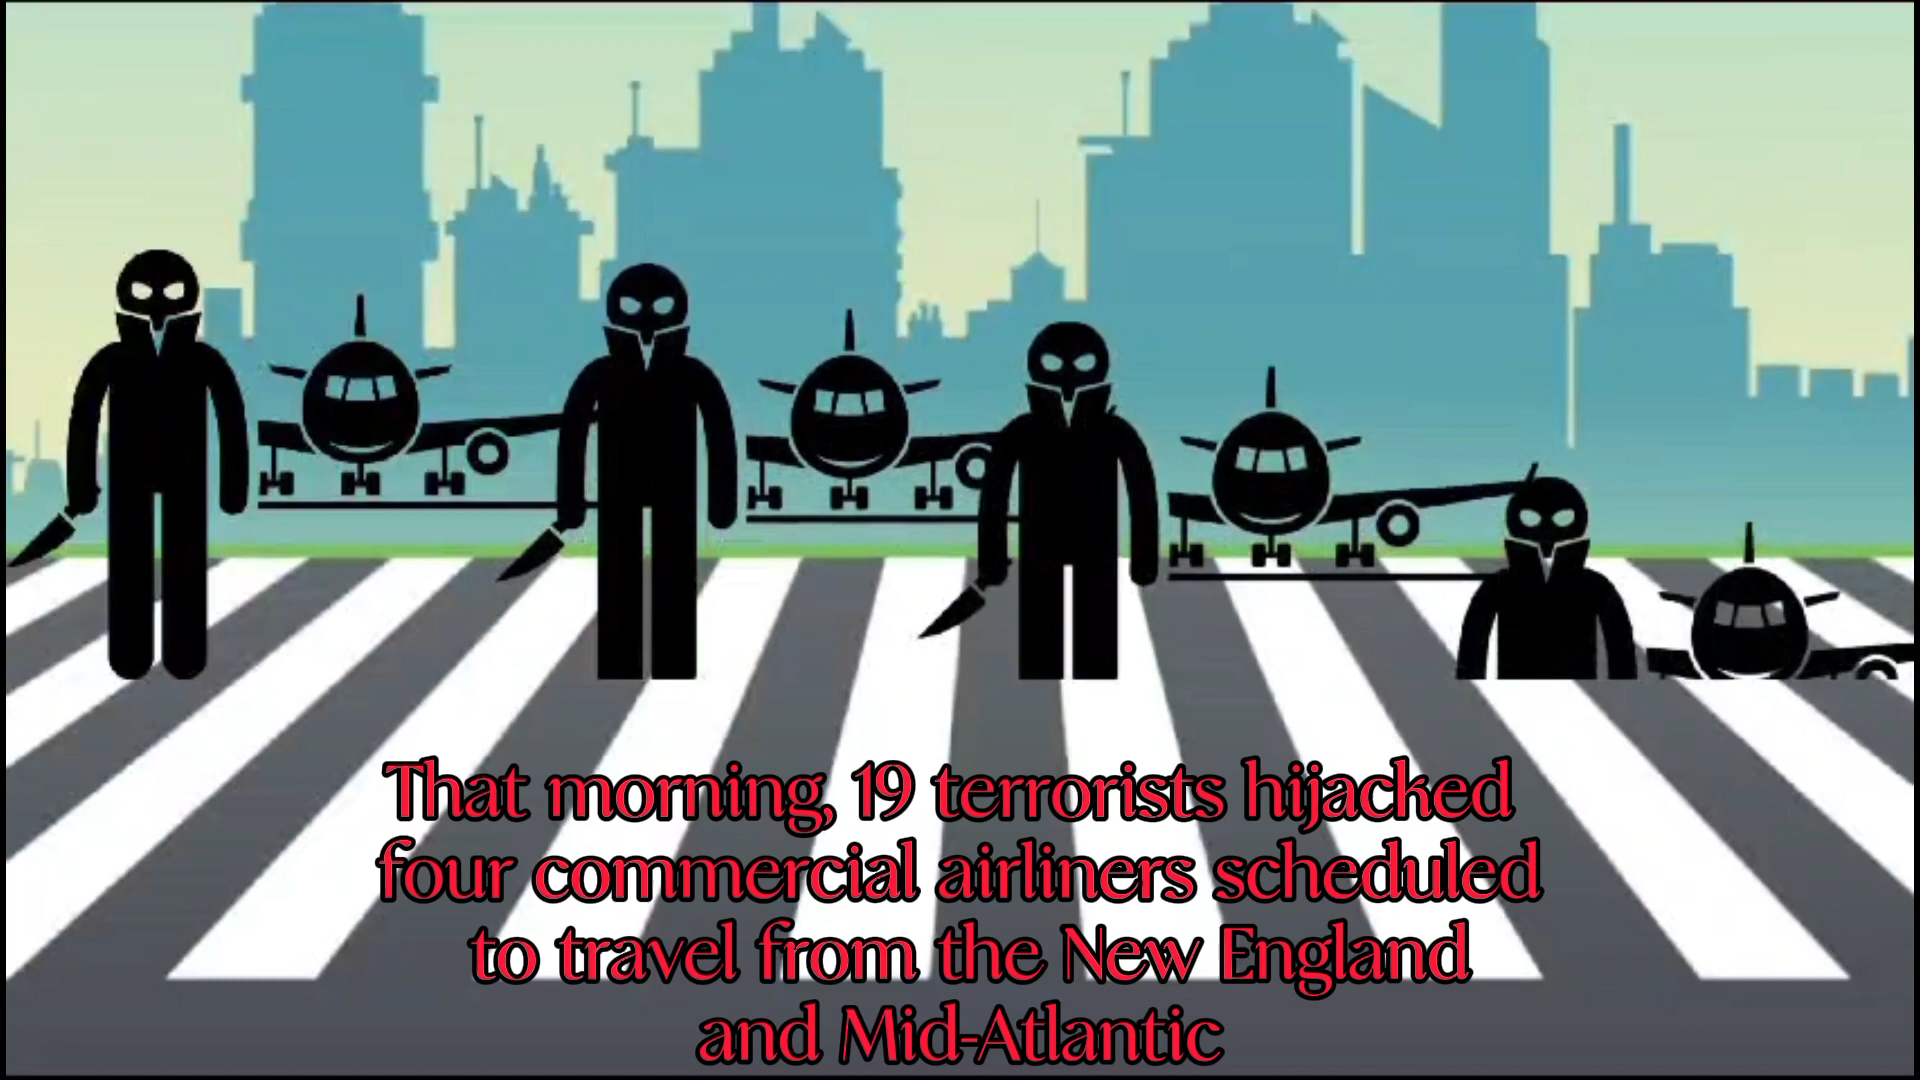 That morning, 19 terrorists hijacked
four commercial airliners scheduled
to travel from the New England
and Mid-Atlantic